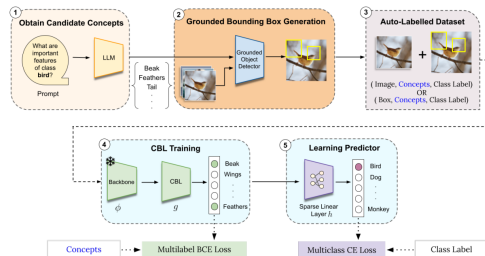 1
Obtain Candidate Concepts
What are
important
features
of class
bird?
Prompt
LLM
Beak
Feathers
Tail
2
Grounded Bounding Box Generation
Grounded
Object
Detector
3
Auto-Labelled Dataset
+
( Image, Concepts, Class Label)
OR
( Box, Concepts, Class Label)
4
CBL Training
Backbone
ϕ
CBL
g
Beak
Wings
Feathers
5
Learning Predictor
Sparse Linear
Layer h
Bird
Dog
Monkey
Concepts
Multilabel BCE Loss
Multiclass CE Loss
Class Label